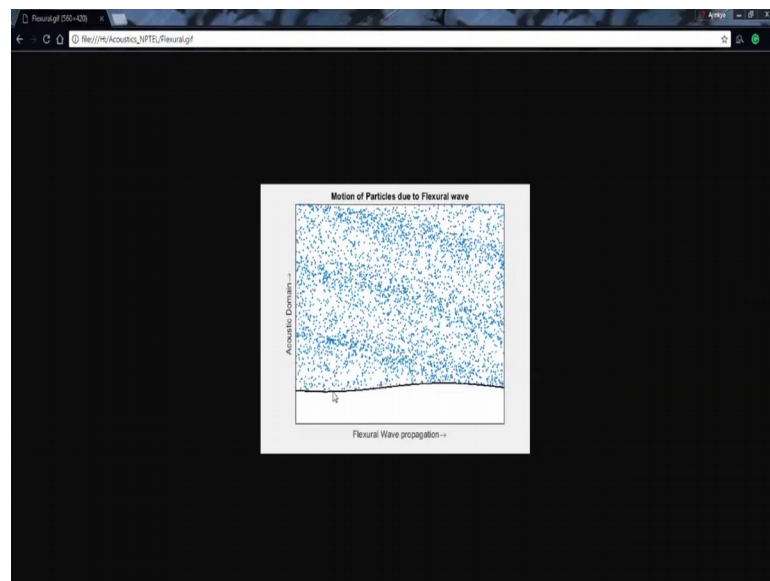 Flexural.gif (560×420)
Ajinkya
file:///H:/Acoustics_NPTEL/Flexural.gif
Motion of Particles due to Flexural wave
Acoustic Domain→
Flexural Wave propagation→